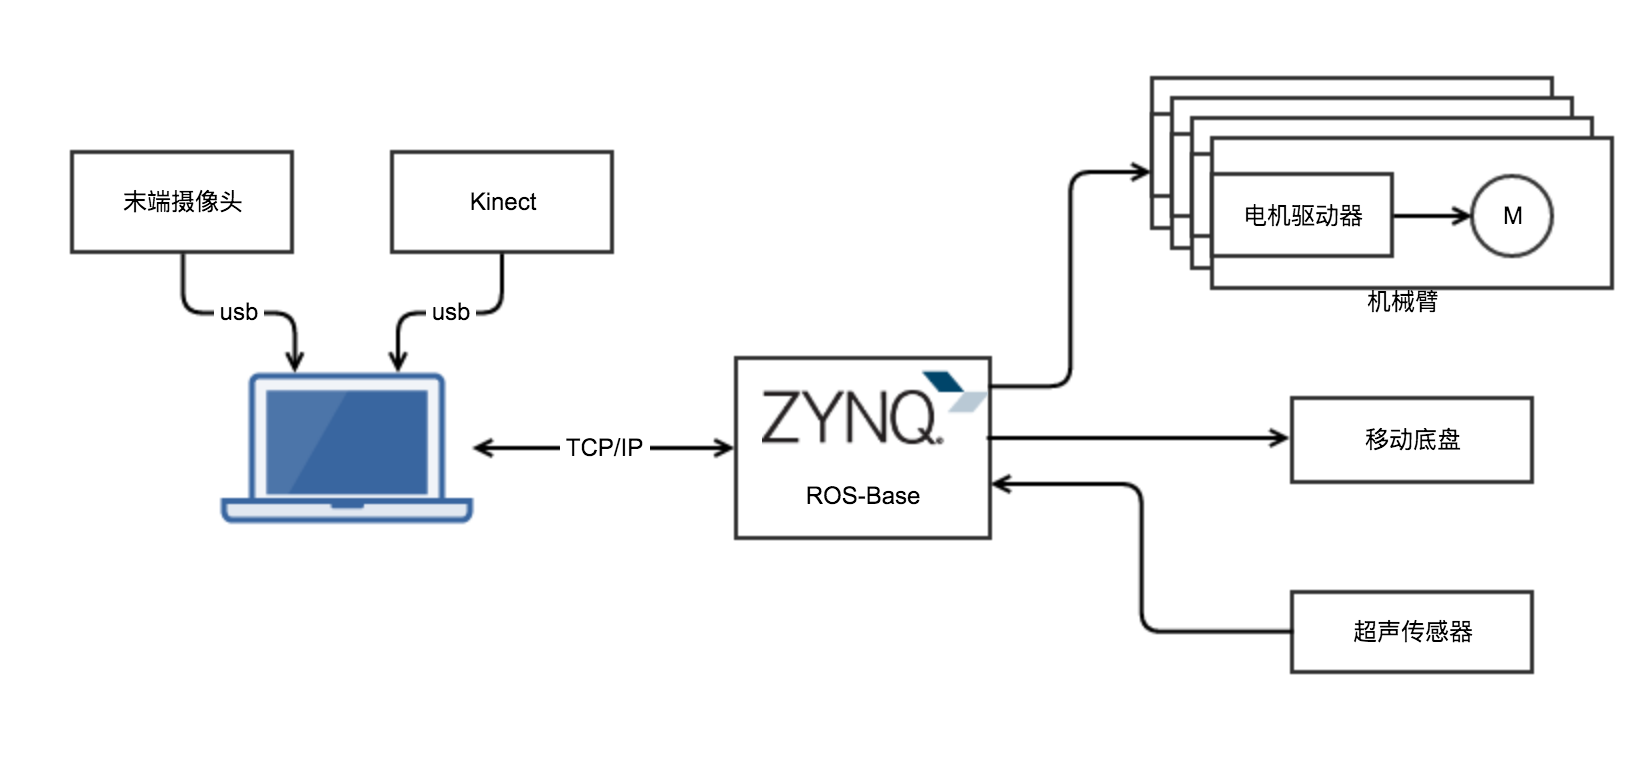 末端摄像头
Kinect
usb
usb
TCP/IP
ZYNQ
ROS-Base
电机驱动器
M
机械臂
移动底盘
超声传感器